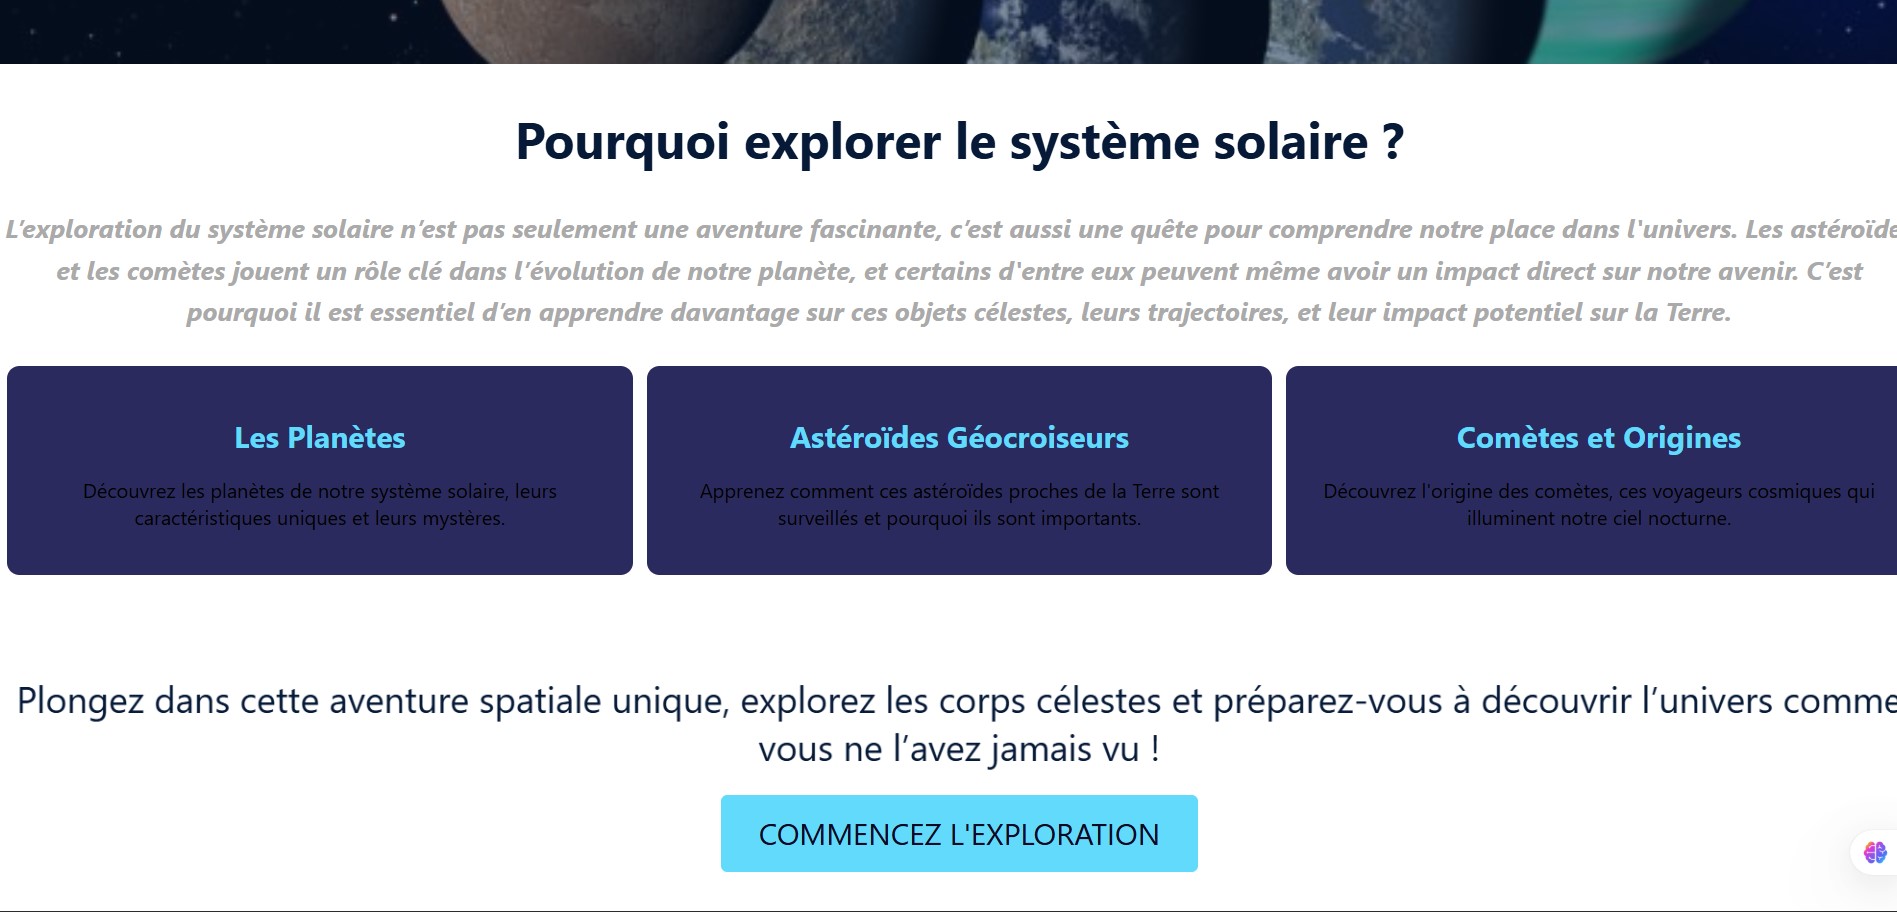 Pourquoi explorer le système solaire ?
L’exploration du système solaire n’est pas seulement une aventure fascinante, c’est aussi une quête pour comprendre notre place dans l'univers. Les astéroïde
et les comètes jouent un rôle clé dans l’évolution de notre planète, et certains d'entre eux peuvent même avoir un impact direct sur notre avenir. C’est
pourquoi il est essentiel d’en apprendre davantage sur ces objets célestes, leurs trajectoires, et leur impact potentiel sur la Terre.
Les Planètes
Découvrez les planètes de notre système solaire, leurs
caractéristiques uniques et leurs mystères.
Astéroïdes Géocroiseurs
Apprenez comment ces astéroïdes proches de la Terre sont
surveillés et pourquoi ils sont importants.
Comètes et Origines
Découvrez l'origine des comètes, ces voyageurs cosmiques qui
illuminent notre ciel nocturne.
Plongez dans cette aventure spatiale unique, explorez les corps célestes et préparez-vous à découvrir l’univers comme
vous ne l’avez jamais vu !
COMMENCEZ L'EXPLORATION